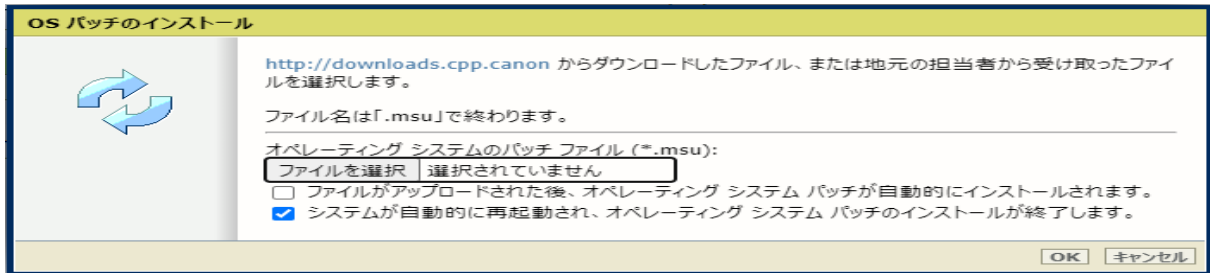 OS パッチのインストール
http://downloads.cpp.canon からダウンロードしたファイル、または地元の担当者から受け取ったファイ
ルを選択します。
ファイル名は「.msu」で終わります。
オペレーティング システムのパッチ ファイル (*.msu):
ファイルを選択 選択されていません
ファイルがアップロードされた後、オペレーティング システム パッチが自動的にインストールされます。
システムが自動的に再起動され、オペレーティング システム パッチのインストールが終了します。
OK キャンセル